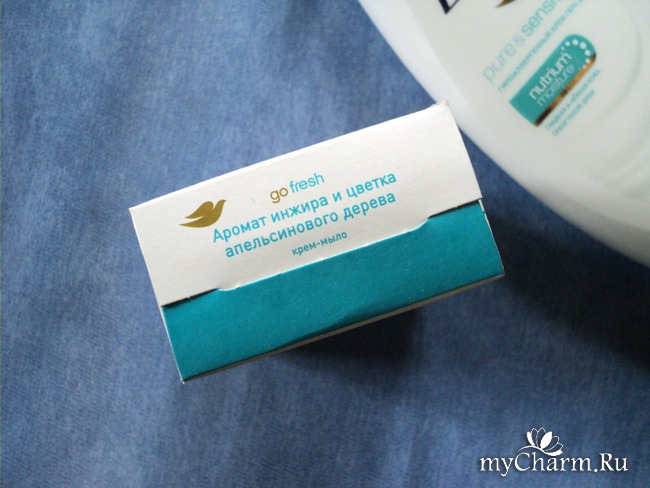 go fresh
Аромат инжира и цветка
апельсинового дерева
крем-мыло
pure & sensi
nutrium
moisture
myCharm.Ru